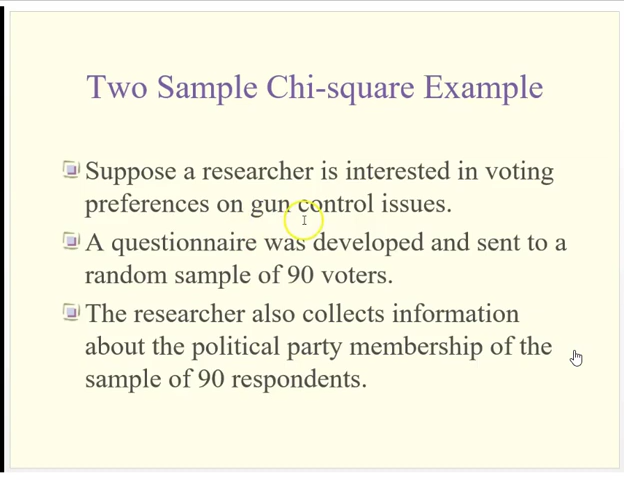 Two Sample Chi-square Example
Suppose a researcher is interested in voting
preferences on gun control issues.
A questionnaire was developed and sent to a
random sample of 90 voters.
The researcher also collects information
about the political party membership of the
sample of 90 respondents.